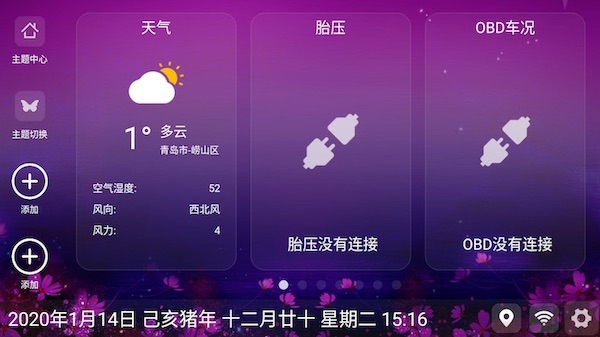 主题中心
主题切换
添加
添加
天气
1° 多云
青岛市-崂山区
空气湿度: 52
风向: 西北风
风力: 4
胎压
胎压没有连接
OBD车况
OBD没有连接
2020年1月14日 己亥猪年 十二月廿十 星期二 15:16